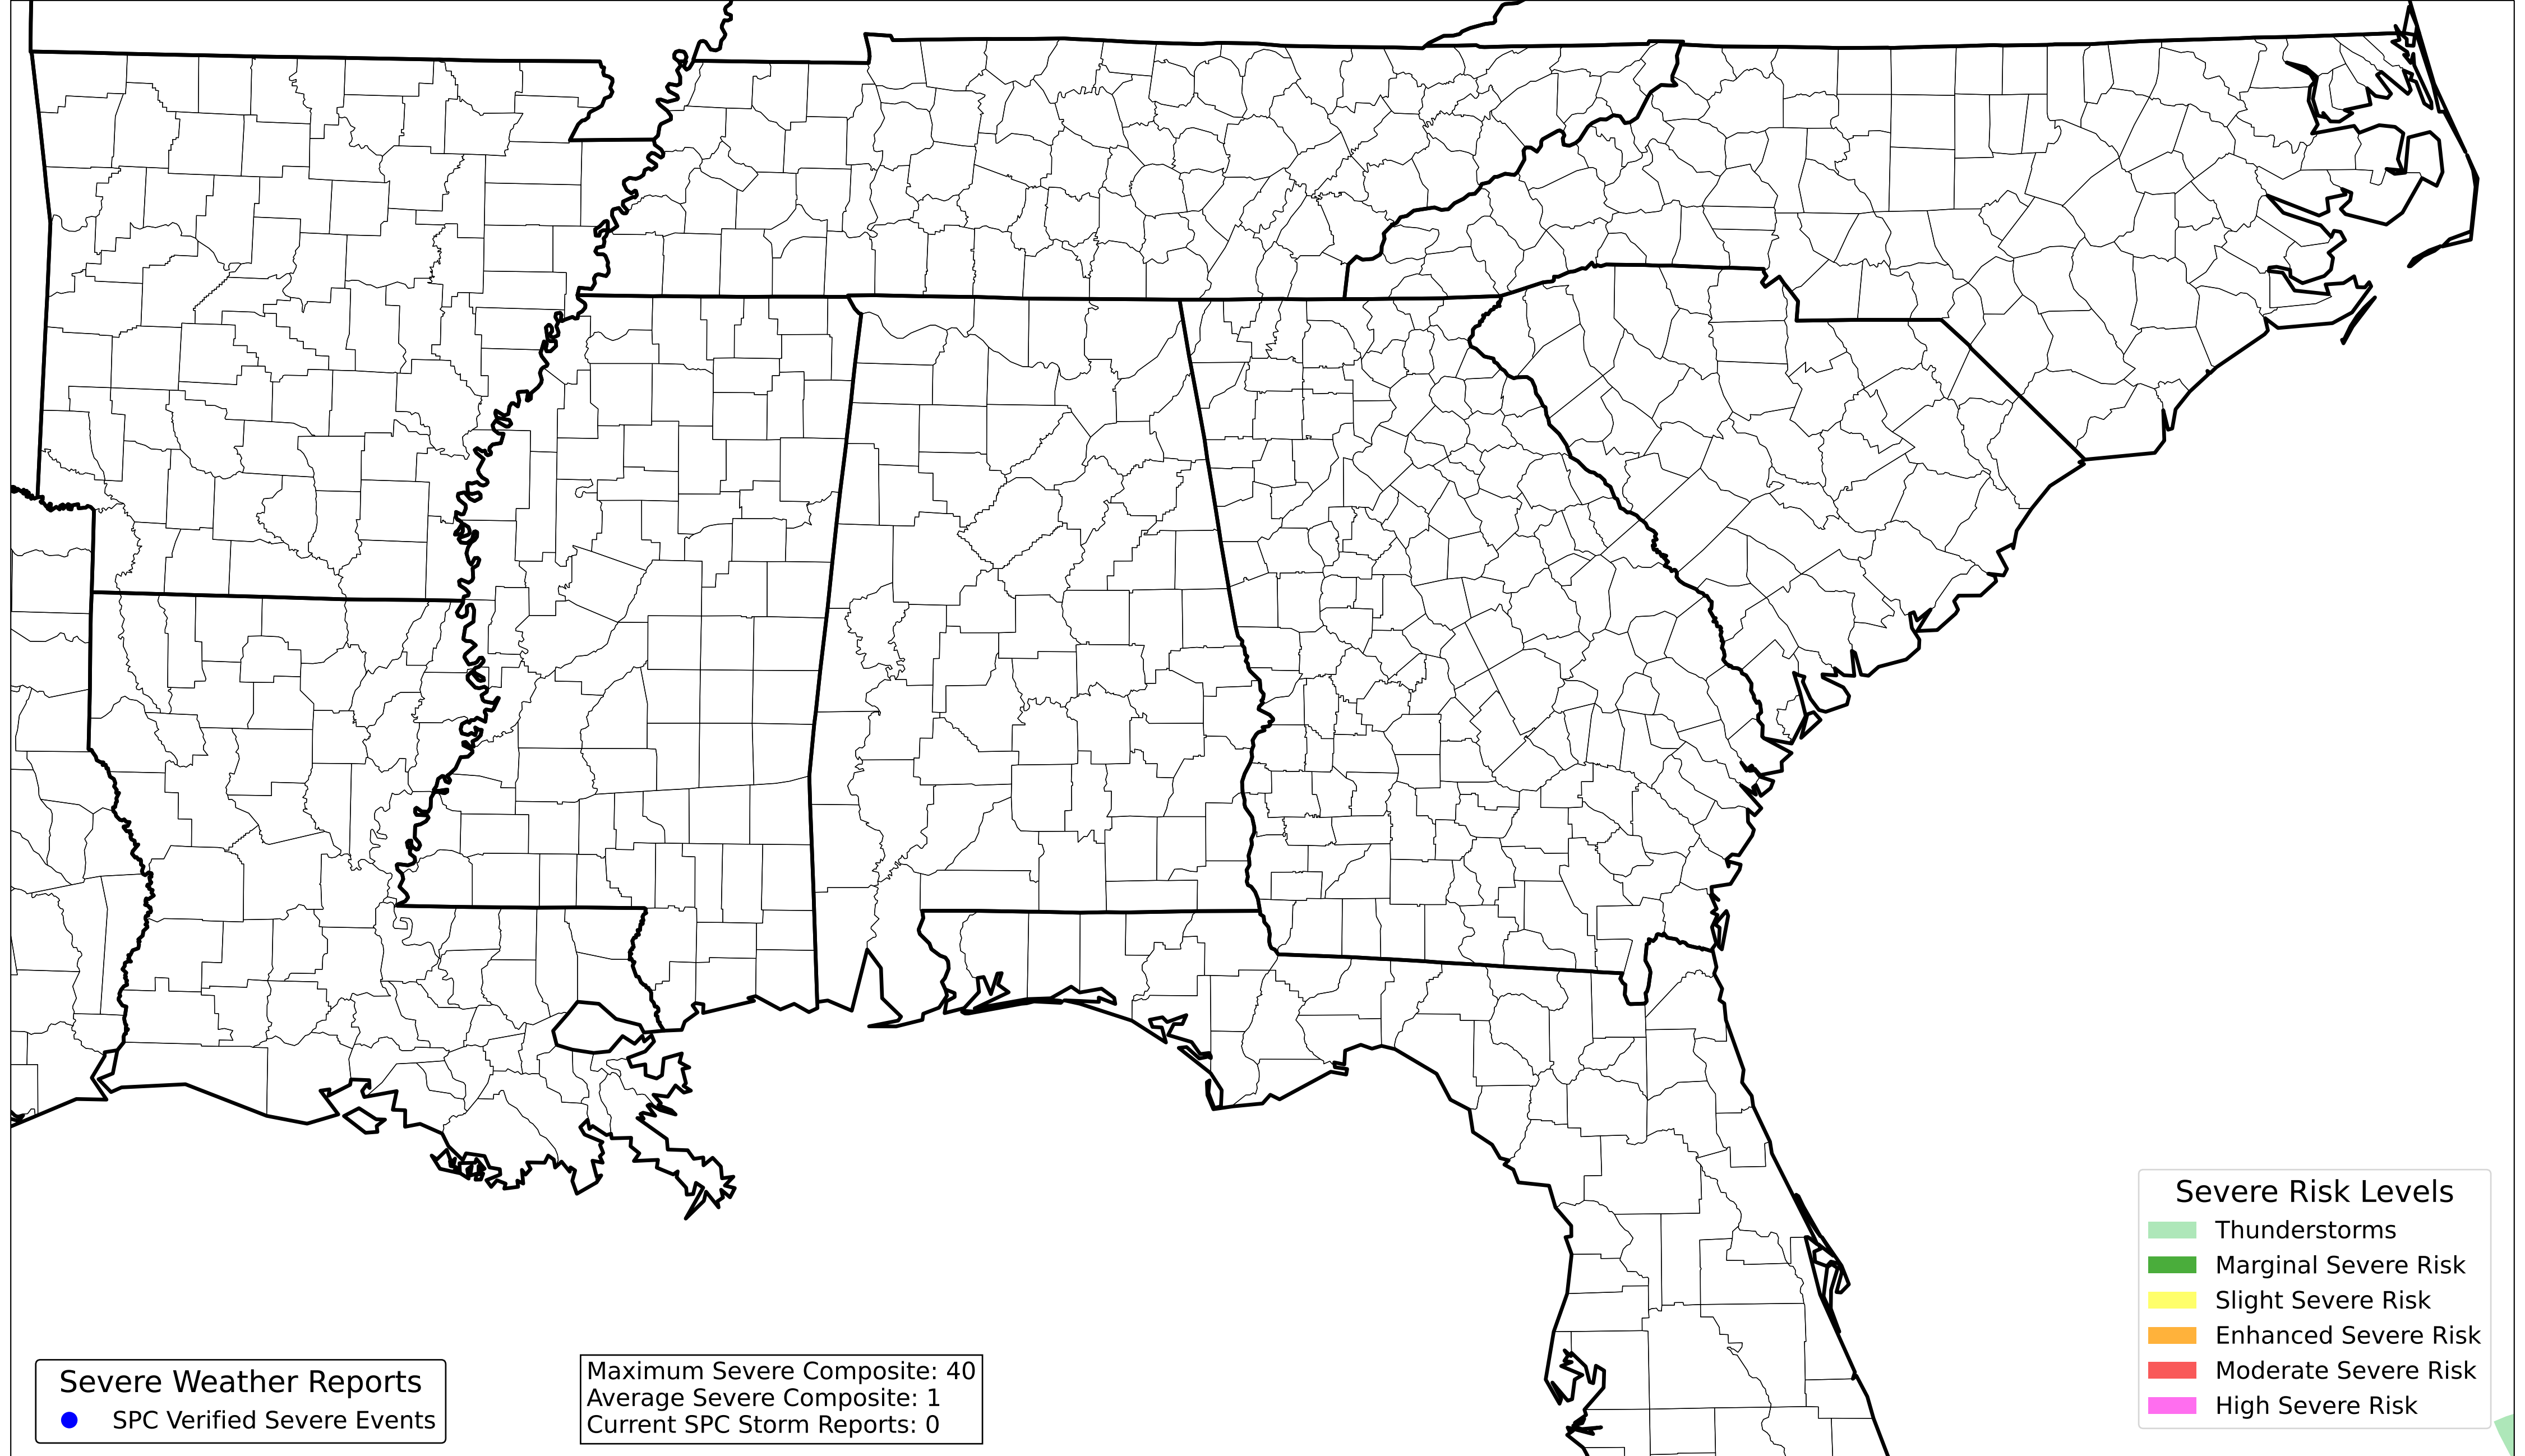 Severe Risk Levels
Thunderstorms
Marginal Severe Risk
Slight Severe Risk
Enhanced Severe Risk
Moderate Severe Risk
High Severe Risk
Severe Weather Reports
SPC Verified Severe Events
Maximum Severe Composite: 40
Average Severe Composite: 1
Current SPC Storm Reports: 0